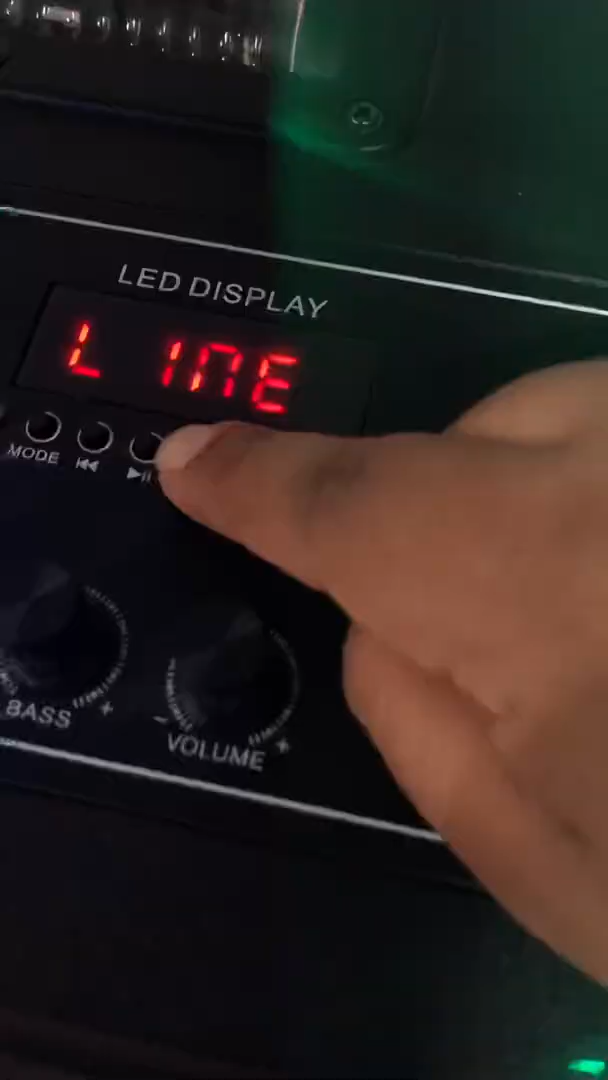 LED DISPLAY
LINE
MODE ⏮ ⏯
BASS +
- VOLUME +